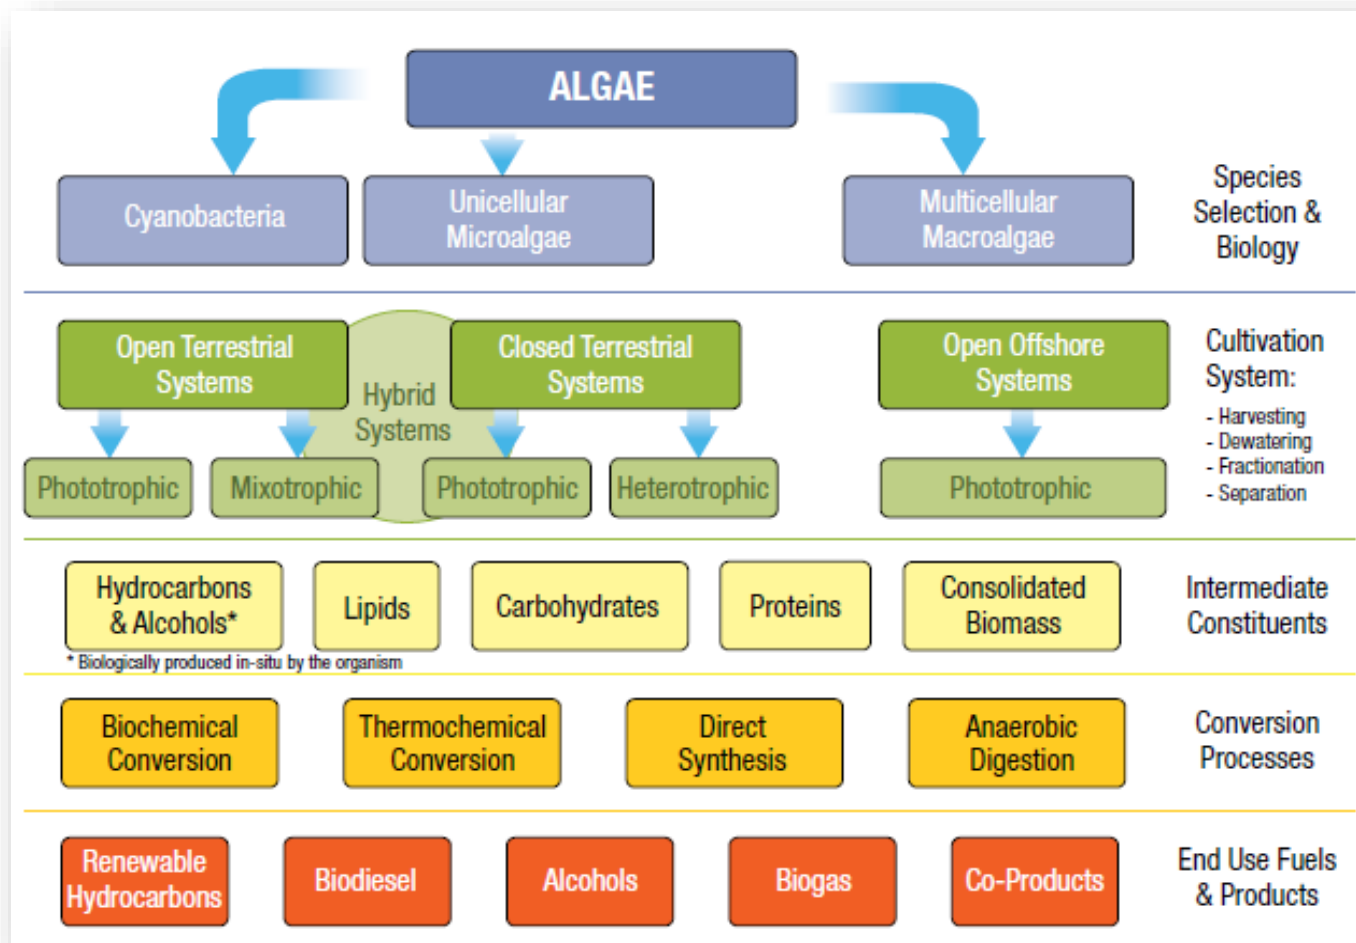 ALGAE
Cyanobacteria
Unicellular
Microalgae
Multicellular
Macroalgae
Species
Selection &
Biology
Open Terrestrial
Systems
Hybrid
Systems
Closed Terrestrial
Systems
Open Offshore
Systems
Cultivation
System:
- Harvesting
- Dewatering
- Fractionation
- Separation
Phototrophic
Mixotrophic
Phototrophic
Heterotrophic
Phototrophic
Hydrocarbons
& Alcohols*
Lipids
Carbohydrates
Proteins
Consolidated
Biomass
Intermediate
Constituents
* Biologically produced in-situ by the organism
Biochemical
Conversion
Thermochemical
Conversion
Direct
Synthesis
Anaerobic
Digestion
Conversion
Processes
Renewable
Hydrocarbons
Biodiesel
Alcohols
Biogas
Co-Products
End Use Fuels
& Products